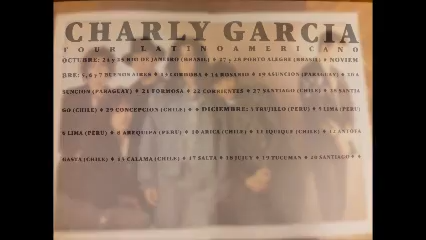 CHARLY GARCIA
TOUR LATINOAMERICANO
OCTUBRE: 24 y 25 RIO DE JANEIRO (BRASIL) ♦ 27 y 28 PORTO ALEGRE (BRASIL) ♦ NOVIEM
BRE: 5, 6 y 7 BUENOS AIRES ♦ 13 CORDOBA ♦ 14 ROSARIO ♦ 19 ASUNCION (PARAGUAY) ♦ 20 A
SUNCION (PARAGUAY) ♦ 21 FORMOSA ♦ 22 CORRIENTES ♦ 27 SANTIAGO (CHILE) ♦ 28 SANTIA
GO (CHILE) ♦ 29 CONCEPCION (CHILE) ♦ ♦ DICIEMBRE: 4 TRUJILLO (PERU) ♦ 5 LIMA (PERU)
6 LIMA (PERU) ♦ 8 AREQUIPA (PERU) ♦ 10 ARICA (CHILE) ♦ 11 IQUIQUE (CHILE) ♦ 12 ANTOFA
GASTA (CHILE) ♦ 15 CALAMA (CHILE) ♦ 17 SALTA ♦ 18 JUJUY ♦ 19 TUCUMAN ♦ 20 SANTIAGO ♦